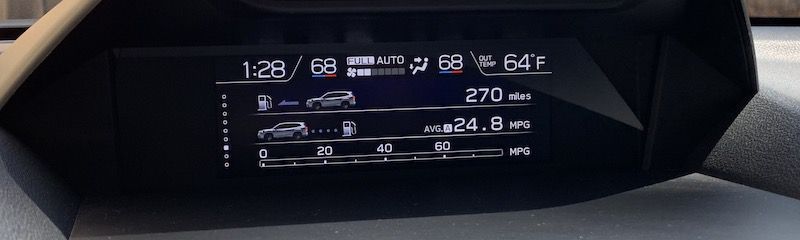 1:28 68 FULL AUTO 68 OUT TEMP 64°F
270 miles
AVG. A 24.8 MPG
0 20 40 60 MPG